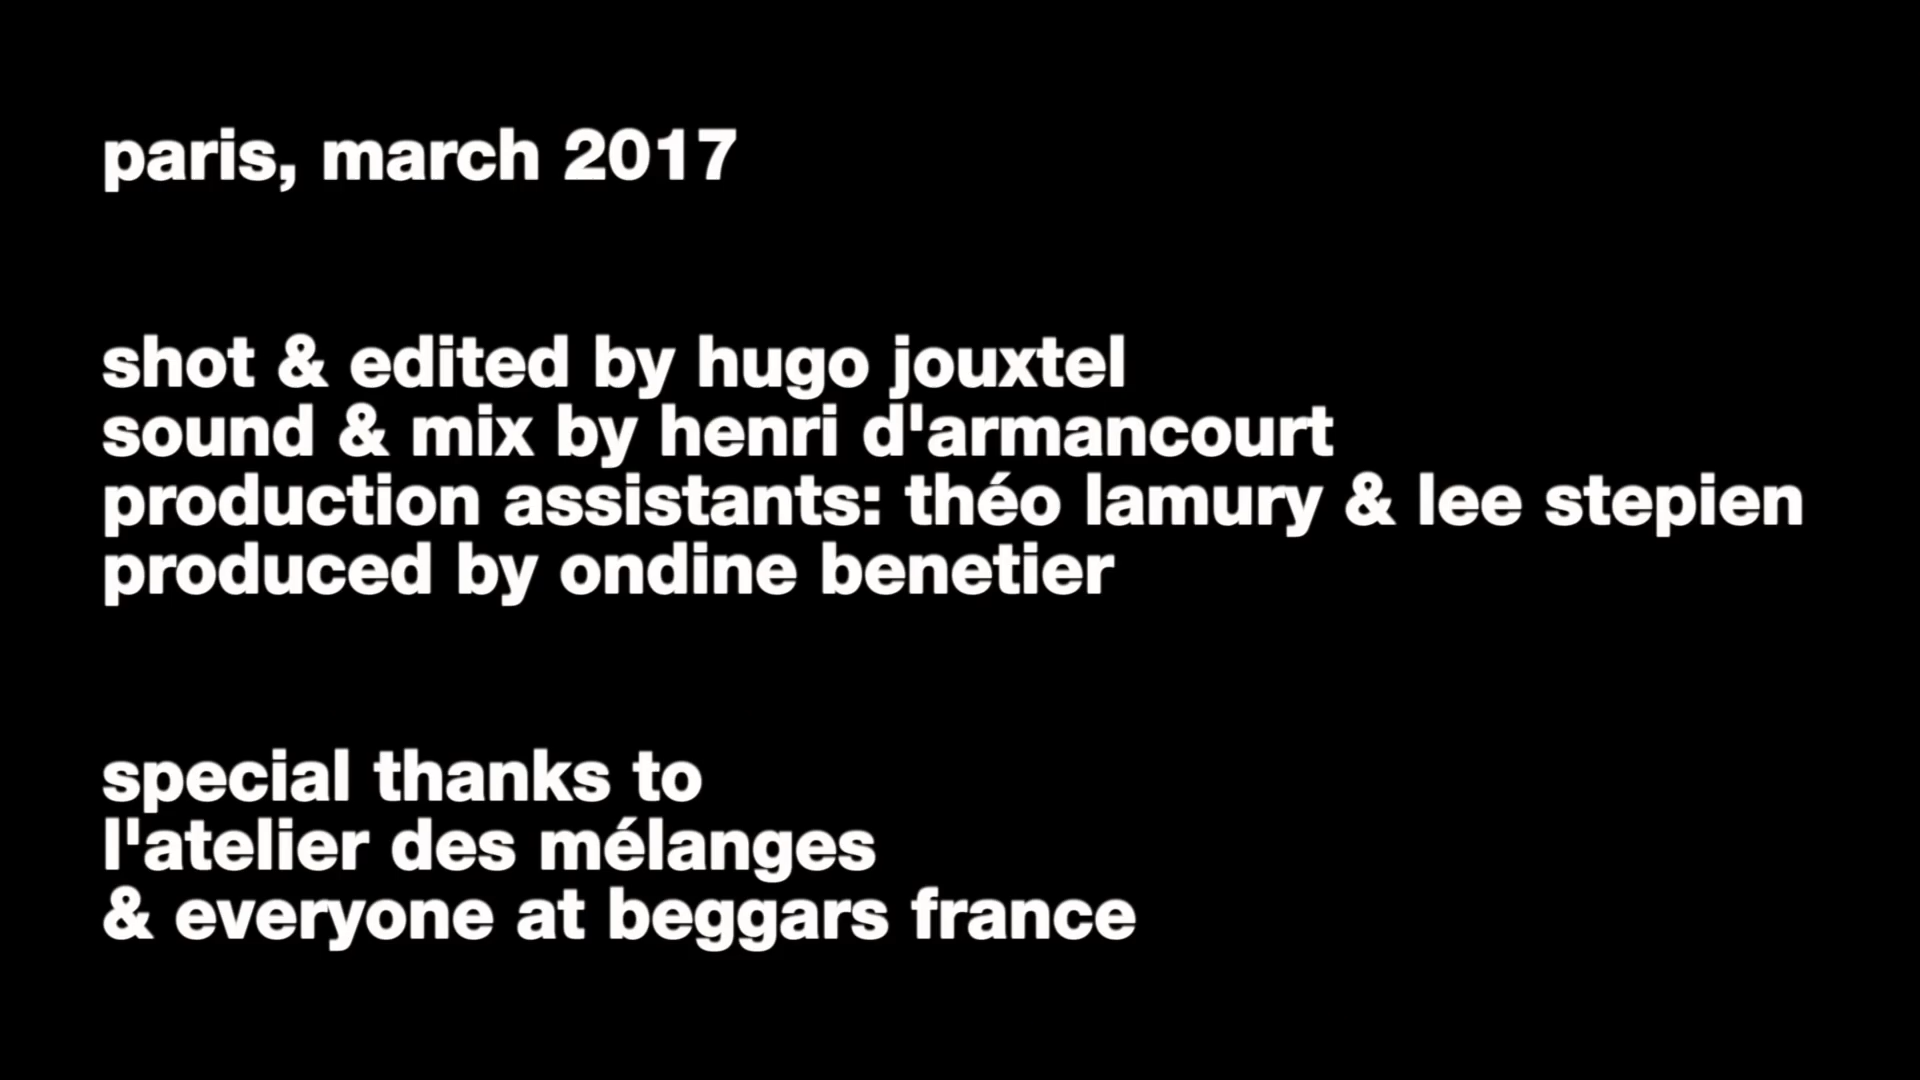 paris, march 2017
shot & edited by hugo jouxtel
sound & mix by henri d'armancourt
production assistants: théo lamury & lee stepien
produced by ondine benetier
special thanks to
l'atelier des mélanges
& everyone at beggars france